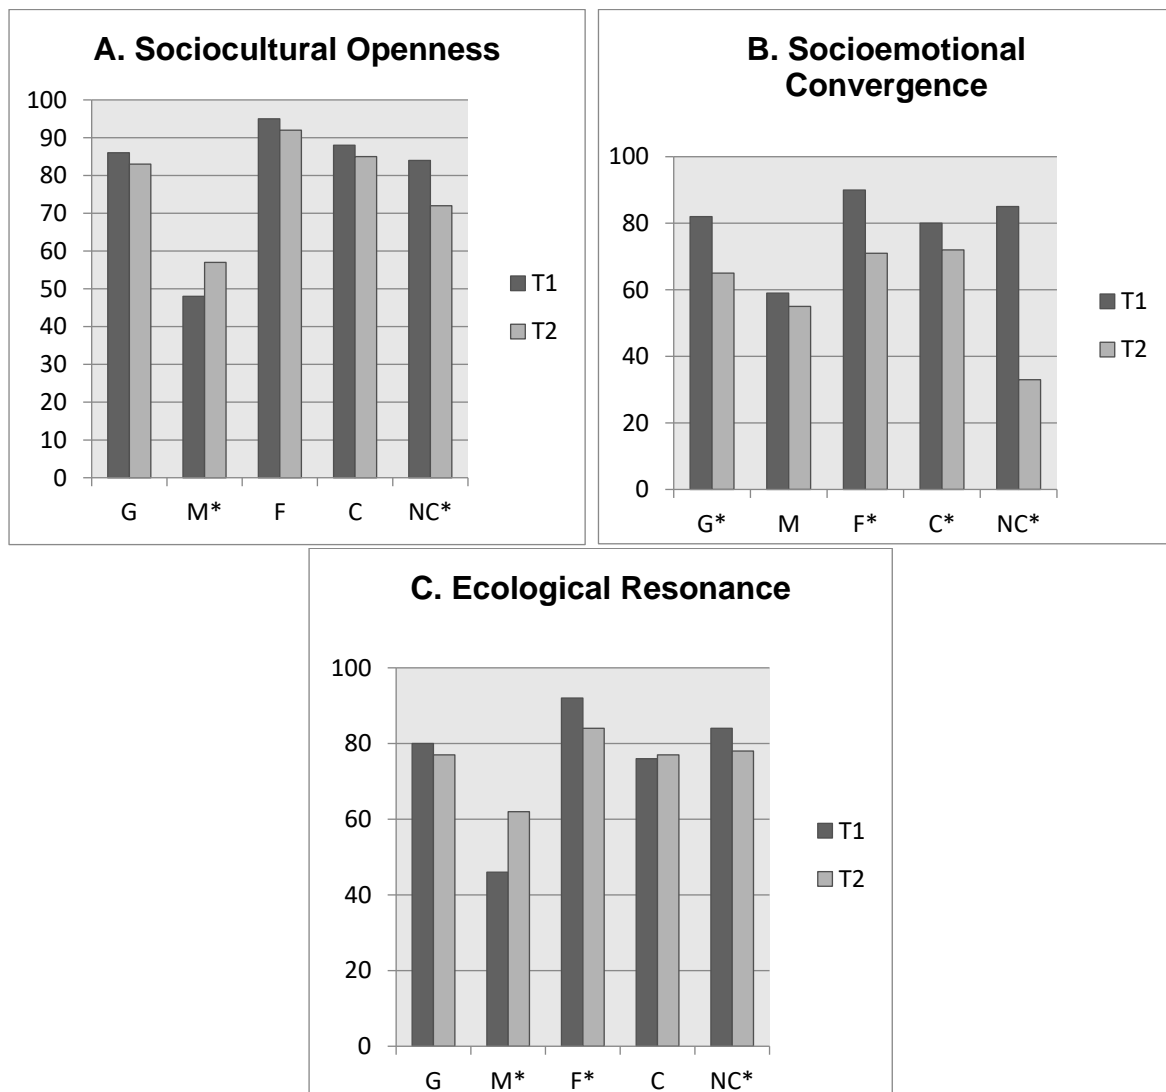 A. Sociocultural Openness
100
90
80
70
60
50
40
30
20
10
0
G M* F C NC*
T1
T2
B. Socioemotional
Convergence
100
80
60
40
20
0
G* M F* C* NC*
T1
T2
C. Ecological Resonance
100
80
60
40
20
0
G M* F* C NC*
T1
T2